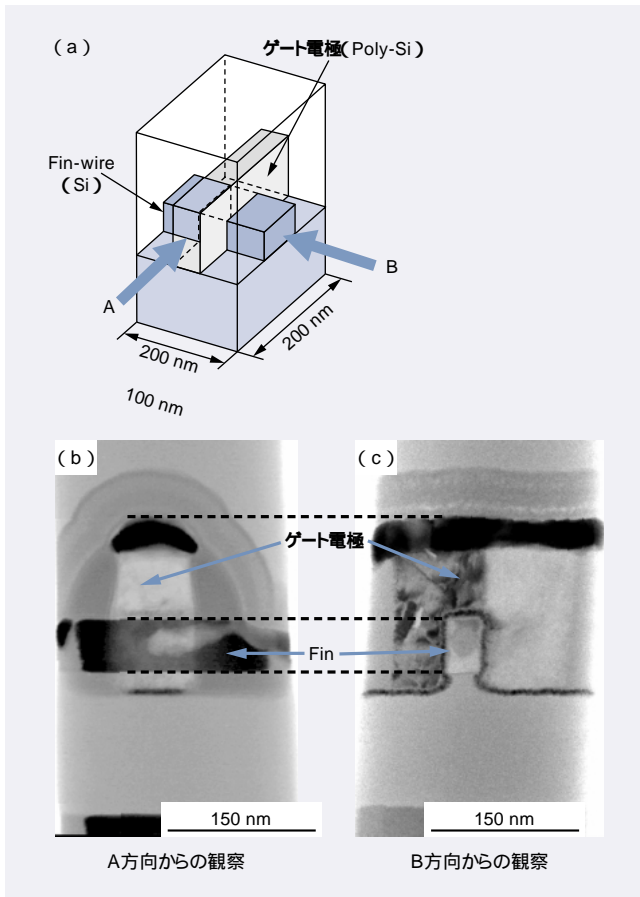 (a)
ゲート電極(Poly-Si)
Fin-wire
(Si)
A
B
200 nm
200 nm
100 nm
(b)
(c)
ゲート電極
Fin
150 nm
150 nm
A方向からの観察
B方向からの観察